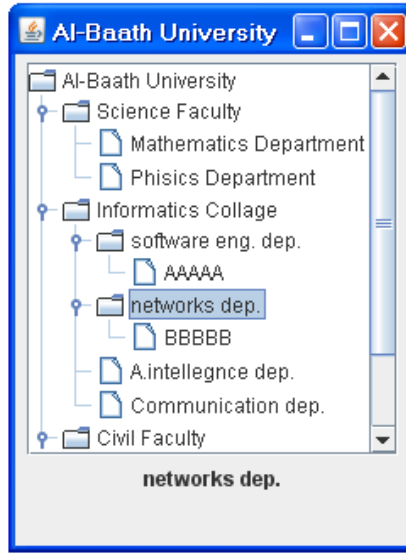 Al-Baath University
Al-Baath University
Science Faculty
Mathematics Department
Phisics Department
Informatics Collage
software eng. dep.
AAAAA
networks dep.
BBBBB
A.intellegnce dep.
Communication dep.
Civil Faculty
networks dep.